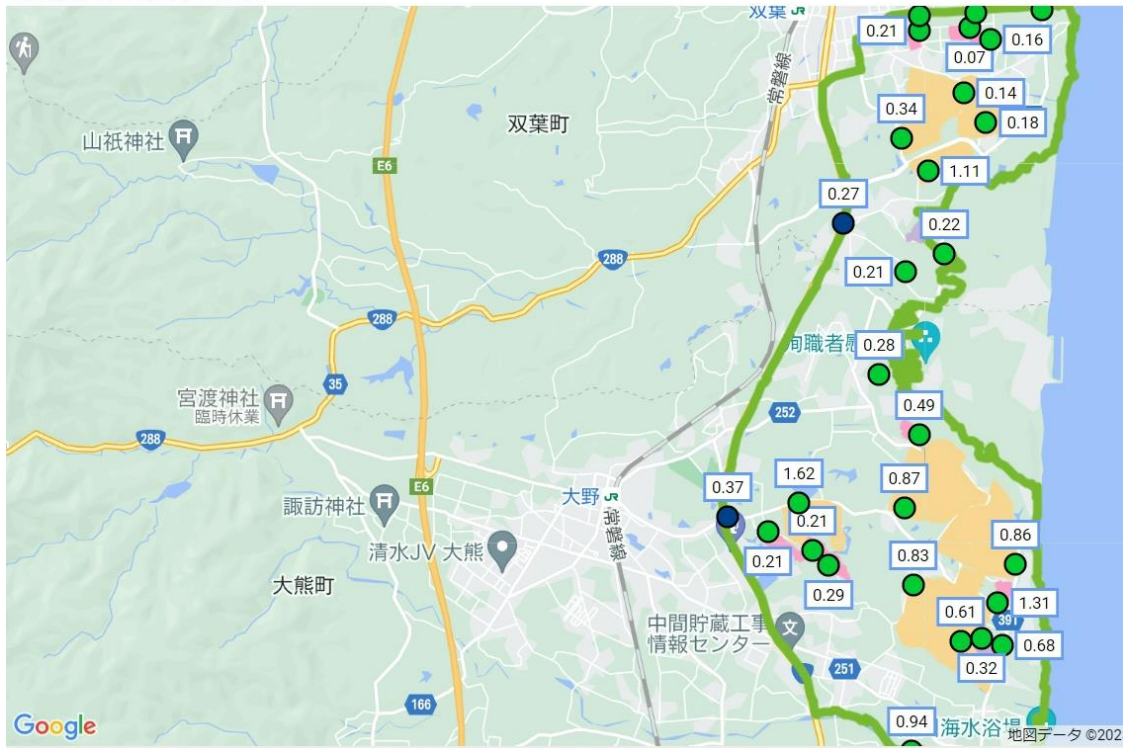 双葉
0.21
0.07
0.16
常磐線
0.14
0.34
0.18
双葉町
山祇神社
E6
1.11
0.27
0.22
288
0.21
288
殉職者慰
0.28
35
宮渡神社
臨時休業
252
0.49
288
1.62
0.87
E6
大野
0.37
0.21
諏訪神社
常磐線
清水JV 大熊
0.86
0.21
0.83
大熊町
0.29
1.31
0.61
391
中間貯蔵工事
情報センター
0.68
0.32
251
166
0.94
海水浴場
Google
地図データ ©202